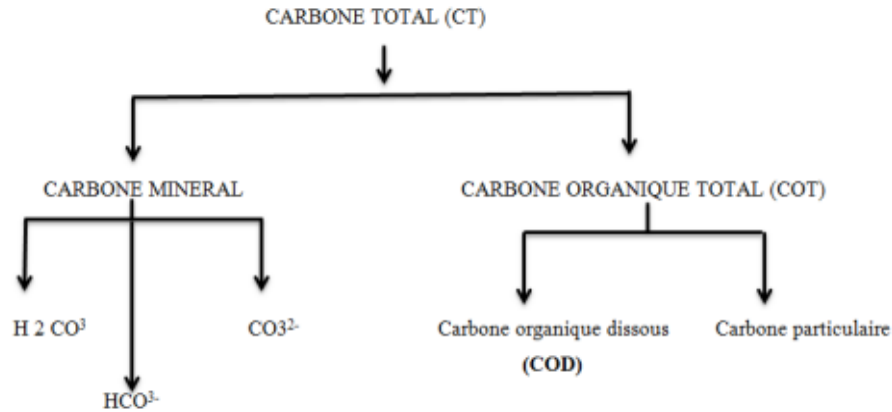 CARBONE TOTAL (CT)
CARBONE MINERAL
CARBONE ORGANIQUE TOTAL (COT)
H 2 CO³
CO3²⁻
Carbone organique dissous
(COD)
Carbone particulaire
HCO³⁻